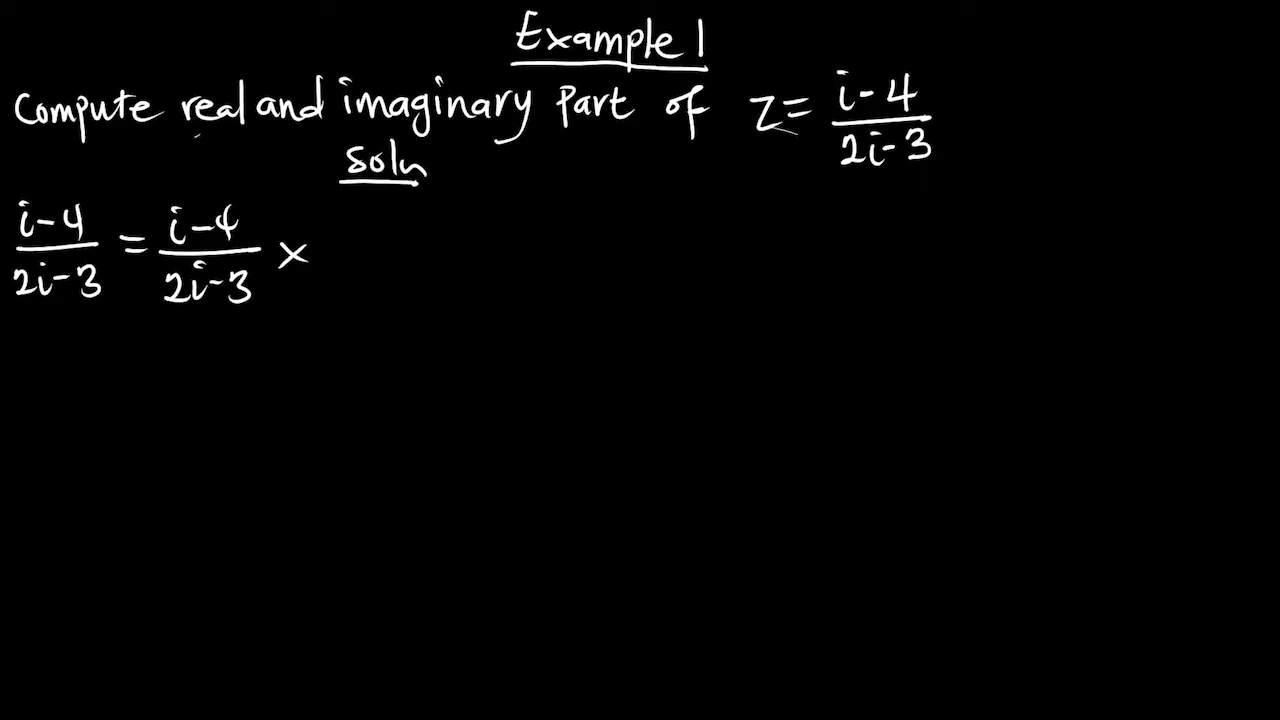 Example 1
Compute real and imaginary Part of z = (i-4)/(2i-3)
soln
(i-4)/(2i-3) = (i-4)/(2i-3) ×